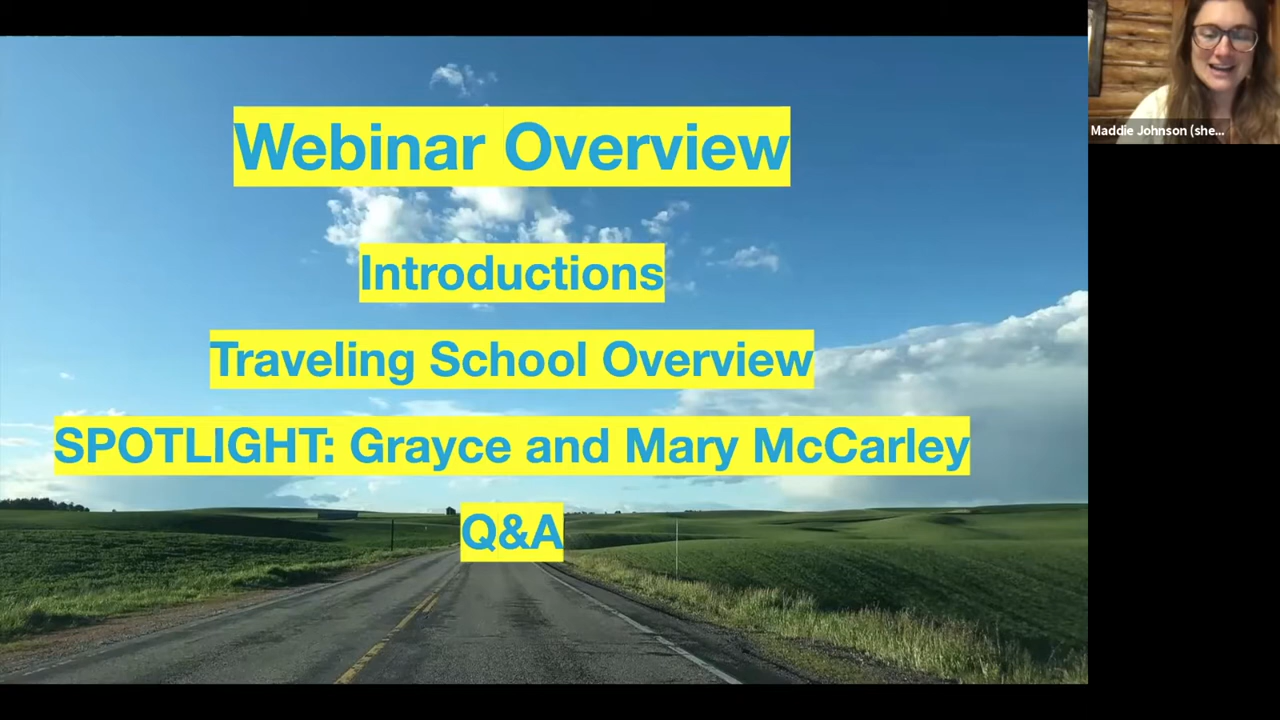 Webinar Overview
Introductions
Traveling School Overview
SPOTLIGHT: Grayce and Mary McCarley
Q&A
Maddie Johnson (she...